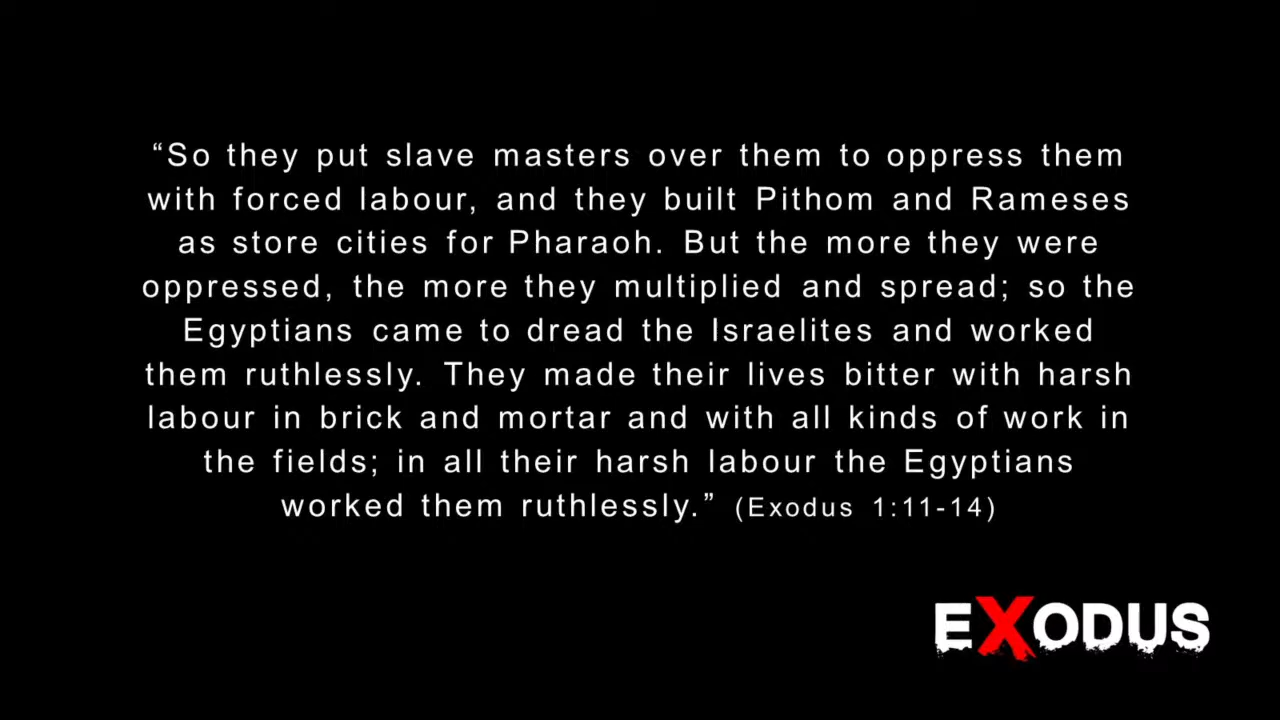 “So they put slave masters over them to oppress them
with forced labour, and they built Pithom and Rameses
as store cities for Pharaoh. But the more they were
oppressed, the more they multiplied and spread; so the
Egyptians came to dread the Israelites and worked
them ruthlessly. They made their lives bitter with harsh
labour in brick and mortar and with all kinds of work in
the fields; in all their harsh labour the Egyptians
worked them ruthlessly.” (Exodus 1:11-14)
EXODUS